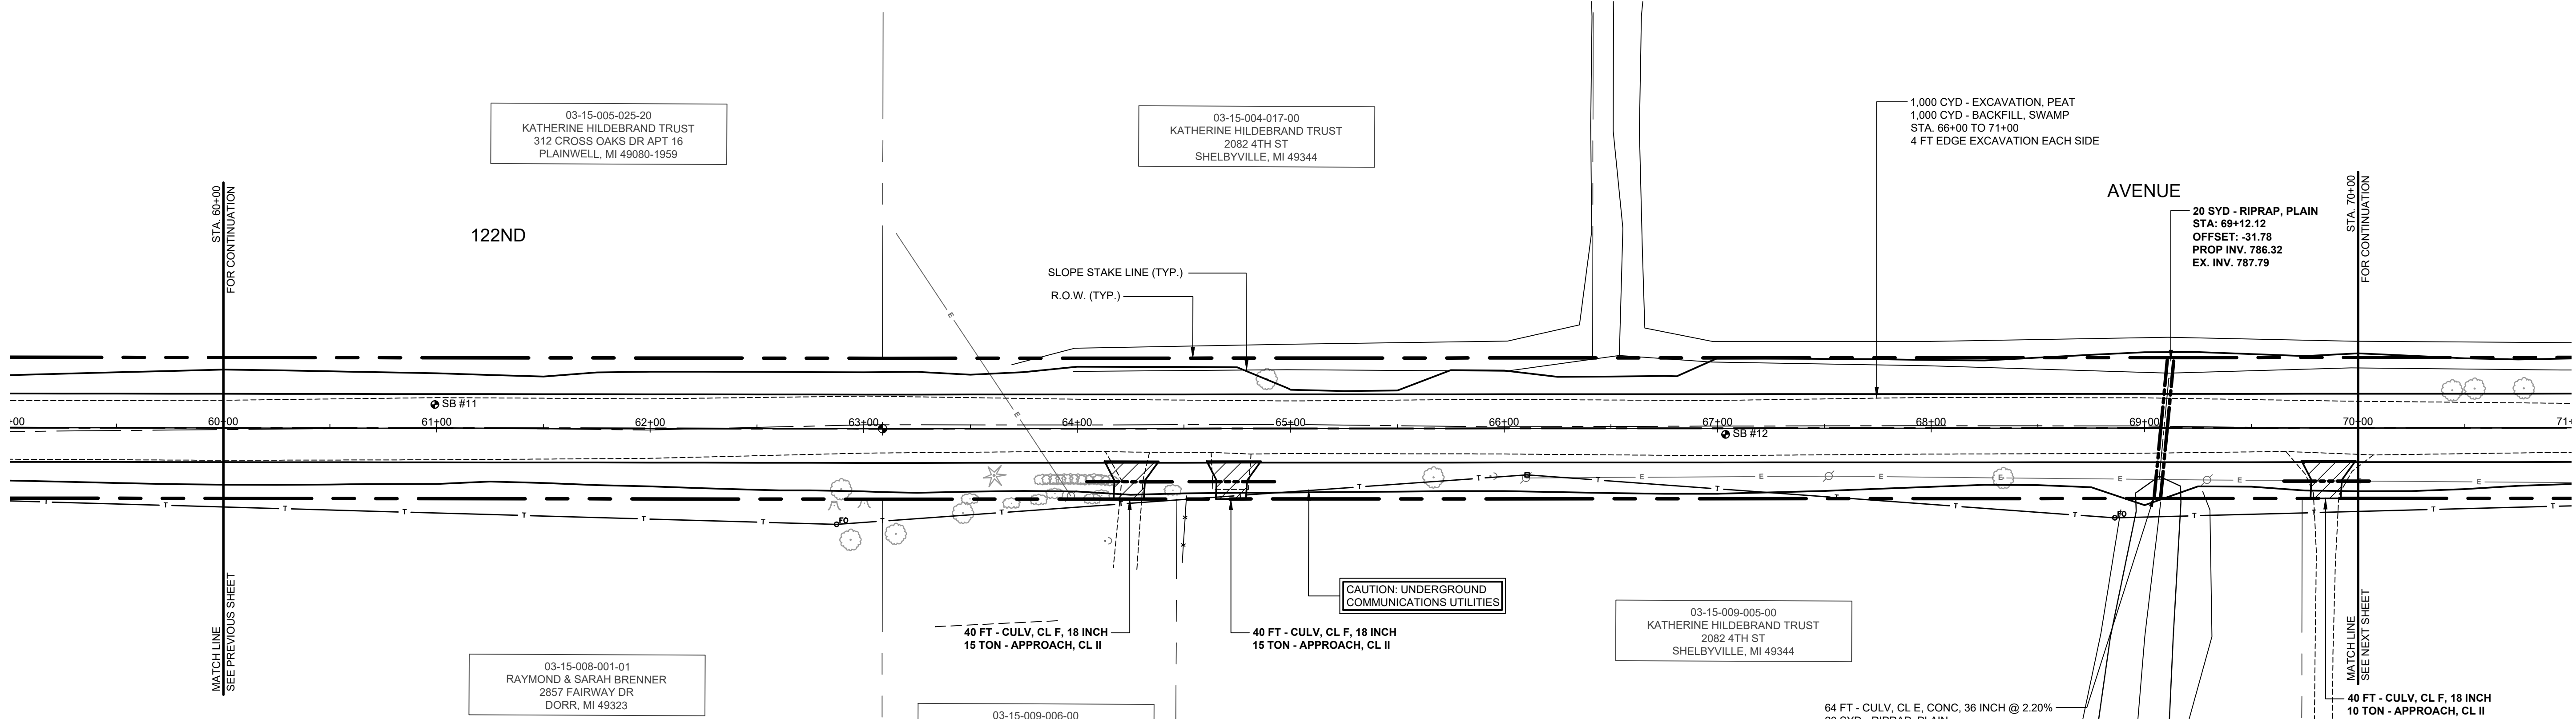 03-15-005-025-20
KATHERINE HILDEBRAND TRUST
312 CROSS OAKS DR APT 16
PLAINWELL, MI 49080-1959
03-15-004-017-00
KATHERINE HILDEBRAND TRUST
2082 4TH ST
SHELBYVILLE, MI 49344
1,000 CYD - EXCAVATION, PEAT
1,000 CYD - BACKFILL, SWAMP
STA. 66+00 TO 71+00
4 FT EDGE EXCAVATION EACH SIDE
STA. 60+00
FOR CONTINUATION
122ND
AVENUE
20 SYD - RIPRAP, PLAIN
STA: 69+12.12
OFFSET: -31.78
PROP INV. 786.32
EX. INV. 787.79
STA. 70+00
FOR CONTINUATION
SLOPE STAKE LINE (TYP.)
R.O.W. (TYP.)
E
E
SB #11
+00
60+00
61+00
62+00
63+00
64+00
65+00
66+00
67+00
SB #12
68+00
69+00
70+00
71+
E E E E E E E
T T T T T T T T T T T T T T T T T T T T
FO
FO
CAUTION: UNDERGROUND
COMMUNICATIONS UTILITIES
MATCH LINE
SEE PREVIOUS SHEET
40 FT - CULV, CL F, 18 INCH
15 TON - APPROACH, CL II
40 FT - CULV, CL F, 18 INCH
15 TON - APPROACH, CL II
03-15-009-005-00
KATHERINE HILDEBRAND TRUST
2082 4TH ST
SHELBYVILLE, MI 49344
MATCH LINE
SEE NEXT SHEET
03-15-008-001-01
RAYMOND & SARAH BRENNER
2857 FAIRWAY DR
DORR, MI 49323
03-15-009-006-00
64 FT - CULV, CL E, CONC, 36 INCH @ 2.20%
40 FT - CULV, CL F, 18 INCH
10 TON - APPROACH, CL II